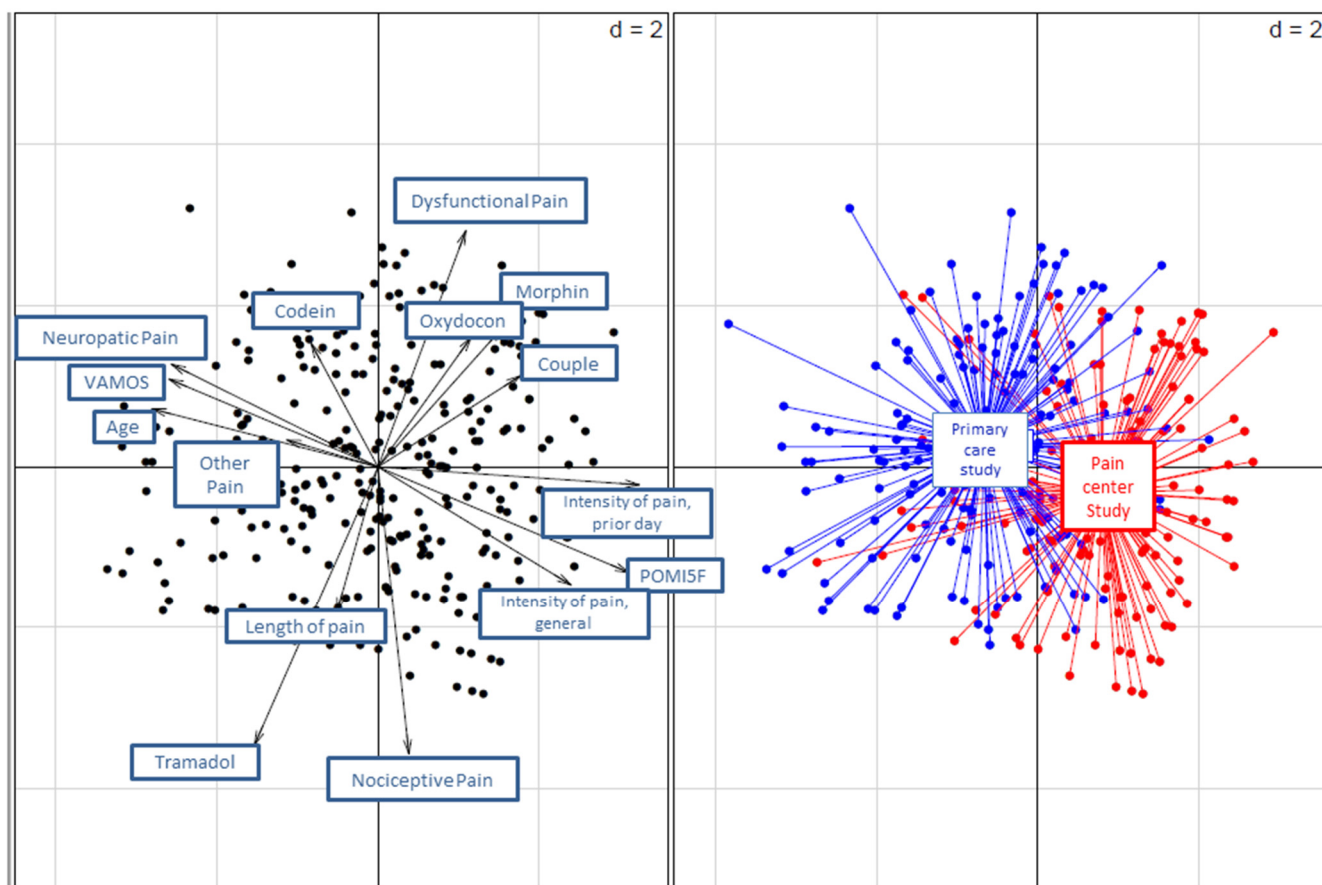 d = 2
Dysfunctional Pain
Morphin
Codein
Oxydocon
Neuropatic Pain
Couple
VAMOS
Age
Other
Pain
Intensity of pain,
prior day
POMI5F
Intensity of pain,
general
Length of pain
Tramadol
Nociceptive Pain
d = 2
Primary
care
study
Pain
center
Study